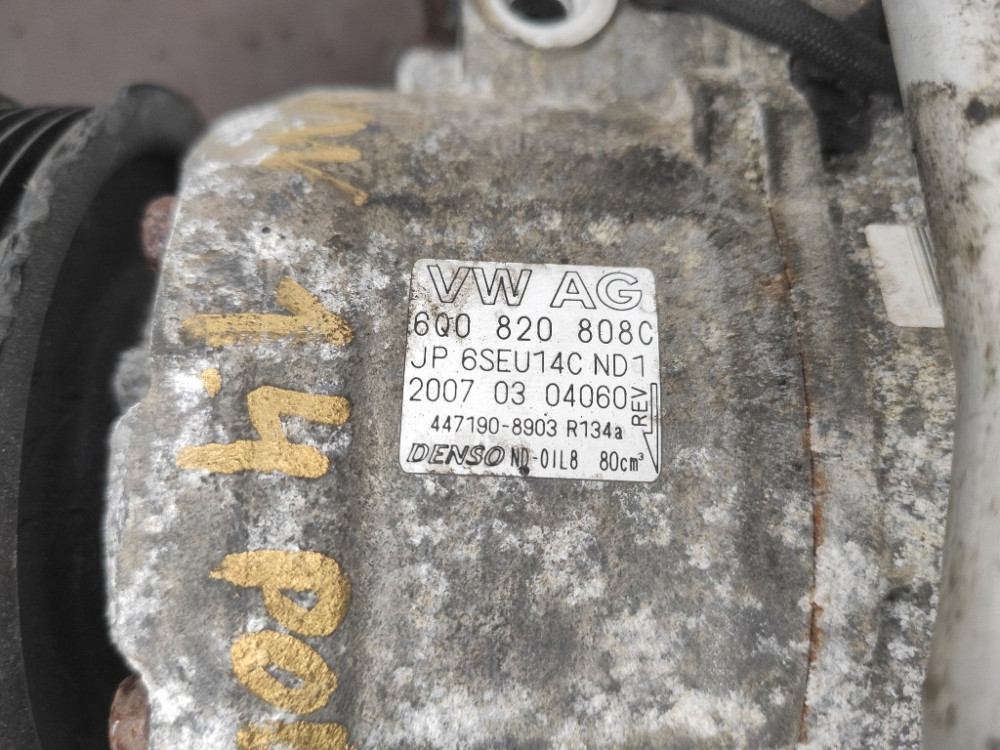 VW AG
6Q0 820 808C
JP 6SEU14C ND1
2007 03 04060
REV
447190-8903 R134a
DENSO ND-OIL8 80cm³
1.4